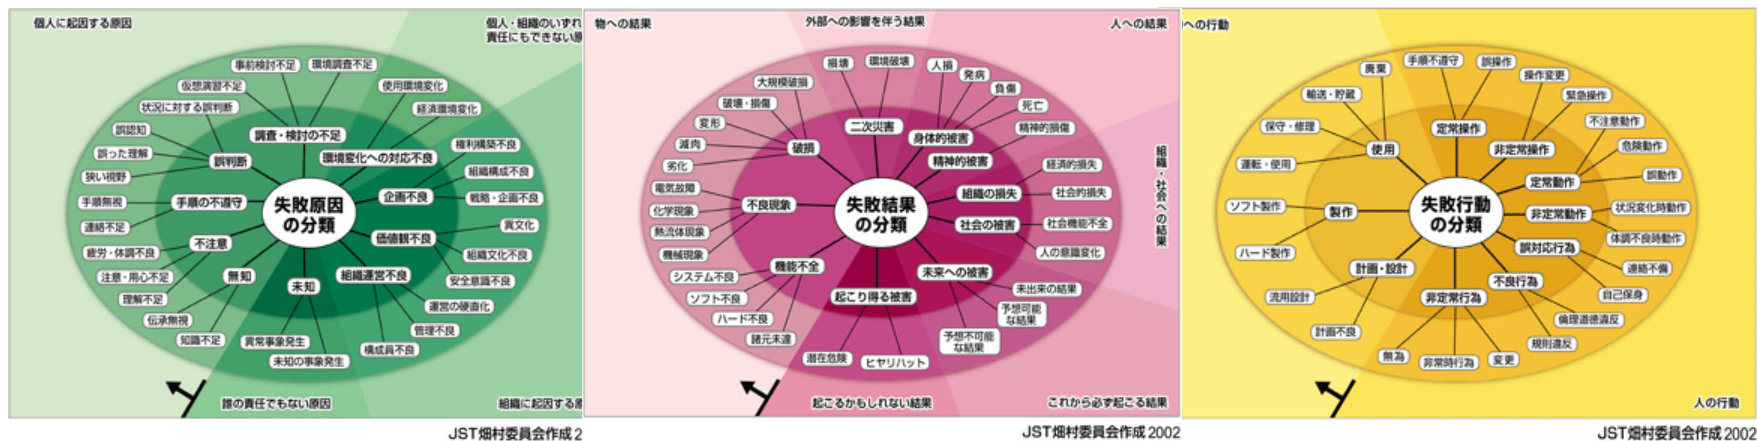 個人に起因する原因
個人・組織のいずれ
責任にもできない原
事前検討不足
環境調査不足
仮想演習不足
使用環境変化
状況に対する誤判断
経済環境変化
誤認知
調査・検討の不足
環境変化への対応不良
権利構築不良
誤った理解
誤判断
組織構成不良
狭い視野
企画不良
戦略・企画不良
手順無視
手順の不遵守
失敗原因
の分類
異文化
連絡不足
価値観不良
不注意
組織文化不良
疲労・体調不良
組織運営不良
安全意識不良
注意・用心不足
無知
未知
運営の硬直化
理解不足
管理不良
伝承無視
構成員不良
知識不足
異常事象発生
未知の事象発生
誰の責任でもない原因
組織に起因する原
JST畑村委員会作成 2
物への結果
外部への影響を伴う結果
人への結果
損壊
環境破壊
人損
発病
負傷
死亡
精神的損傷
大規模破損
破壊・損傷
変形
減肉
劣化
破損
二次災害
身体的被害
精神的被害
経済的損失
組織の損失
社会的損失
電気故障
化学現象
熱流体現象
機械現象
不良現象
失敗結果
の分類
社会の被害
社会機能不全
人の意識変化
組織・社会への結果
システム不良
ソフト不良
ハード不良
諸元未達
機能不全
起こり得る被害
未来への被害
未出来の結果
予想可能
な結果
予想不可能
な結果
潜在危険
ヒヤリハット
起こるかもしれない結果
これから必ず起こる結果
JST畑村委員会作成 2002
への行動
手順不遵守
誤操作
操作変更
緊急操作
廃棄
輸送・貯蔵
保守・修理
運転・使用
使用
定常操作
非定常操作
不注意動作
危険動作
誤動作
定常動作
ソフト製作
ハード製作
製作
失敗行動
の分類
非定常動作
状況変化時動作
体調不良時動作
誤対応行為
連絡不備
自己保身
計画・設計
流用設計
計画不良
非定常行為
不良行為
倫理道徳違反
規則違反
無為
非常時行為
変更
人の行動
JST畑村委員会作成 2002